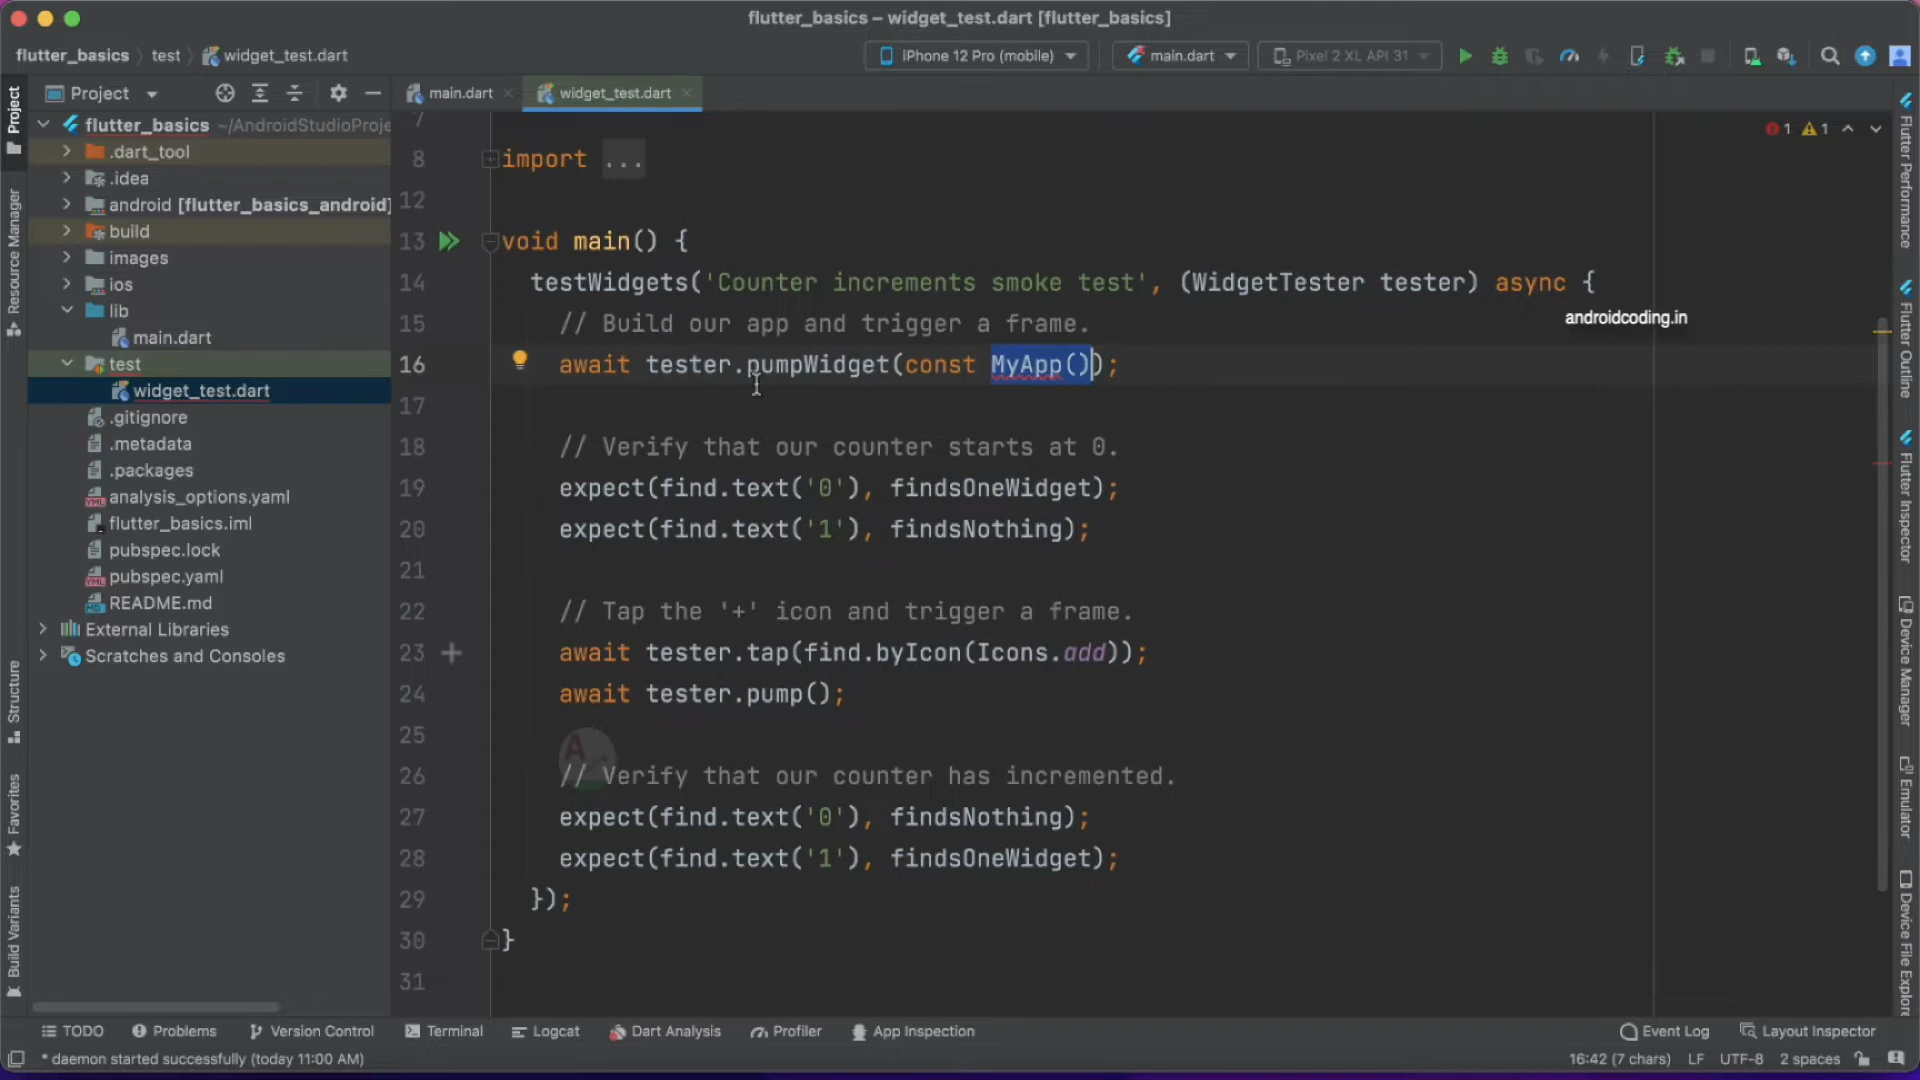 flutter_basics – widget_test.dart [flutter_basics]
flutter_basics test widget_test.dart
iPhone 12 Pro (mobile) main.dart Pixel 2 XL API 31
Project
main.dart widget_test.dart
flutter_basics ~/AndroidStudioProje
.dart_tool
.idea
android [flutter_basics_android]
build
images
ios
lib
main.dart
test
widget_test.dart
.gitignore
.metadata
.packages
analysis_options.yaml
flutter_basics.iml
pubspec.lock
pubspec.yaml
README.md
External Libraries
Scratches and Consoles
Project
Resource Manager
Structure
Favorites
Build Variants
7
8 import ...
12
13 void main() {
14 testWidgets('Counter increments smoke test', (WidgetTester tester) async {
15 // Build our app and trigger a frame.
16 await tester.pumpWidget(const MyApp());
17
18 // Verify that our counter starts at 0.
19 expect(find.text('0'), findsOneWidget);
20 expect(find.text('1'), findsNothing);
21
22 // Tap the '+' icon and trigger a frame.
23 await tester.tap(find.byIcon(Icons.add));
24 await tester.pump();
25
26 // Verify that our counter has incremented.
27 expect(find.text('0'), findsNothing);
28 expect(find.text('1'), findsOneWidget);
29 });
30 }
31
1 1
androidcoding.in
Flutter Performance
Flutter Outline
Flutter Inspector
Device Manager
Emulator
Device File Explor
TODO Problems Version Control Terminal Logcat Dart Analysis Profiler App Inspection Event Log Layout Inspector
* daemon started successfully (today 11:00 AM) 16:42 (7 chars) LF UTF-8 2 spaces